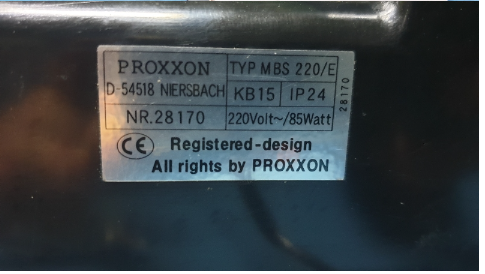 PROXXON TYP MBS 220/E
D-54518 NIERSBACH KB15 IP24
NR.28170 220Volt~/85Watt
28170
CE Registered-design
All rights by PROXXON